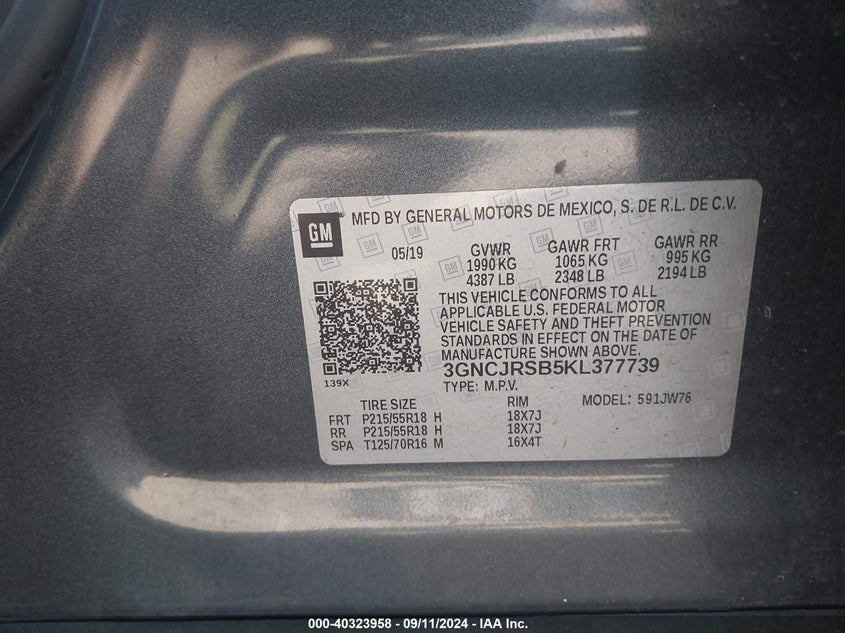 GM
MFD BY GENERAL MOTORS DE MEXICO, S. DE R.L. DE C.V.
05/19 GVWR GAWR FRT GAWR RR
1990 KG 1065 KG 995 KG
4387 LB 2348 LB 2194 LB
THIS VEHICLE CONFORMS TO ALL
APPLICABLE U.S. FEDERAL MOTOR
VEHICLE SAFETY AND THEFT PREVENTION
STANDARDS IN EFFECT ON THE DATE OF
MANUFACTURE SHOWN ABOVE.
139X
3GNCJRSB5KL377739
TYPE: M.P.V. MODEL: 591JW76
TIRE SIZE RIM
FRT P215/55R18 H 18X7J
RR P215/55R18 H 18X7J
SPA T125/70R16 M 16X4T
000-40323958 - 09/11/2024 - IAA Inc.